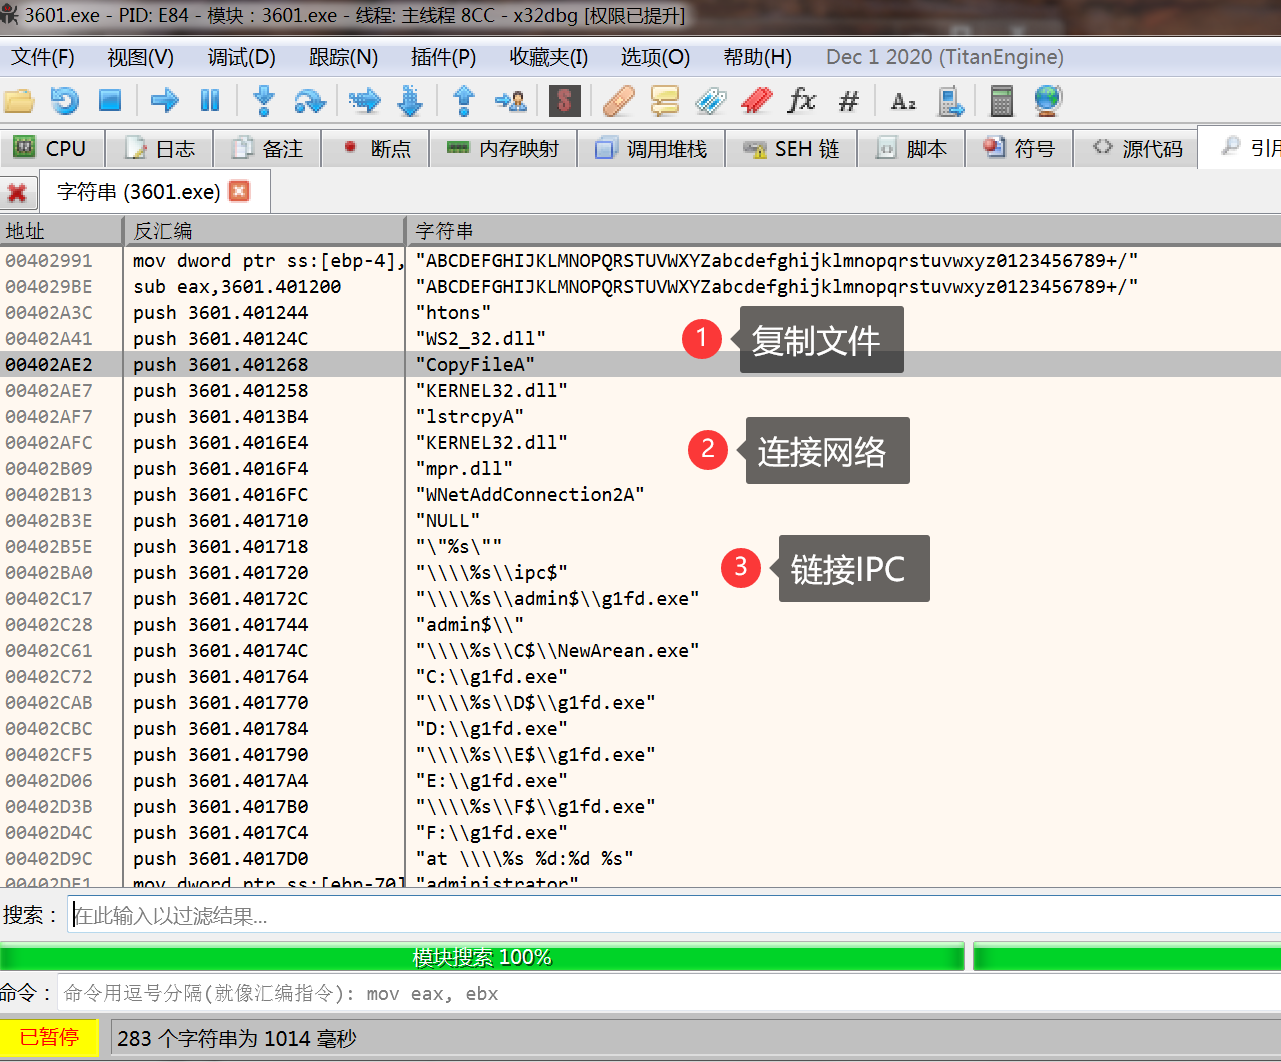 3601.exe - PID: E84 - 模块：3601.exe - 线程: 主线程 8CC - x32dbg [权限已提升]
文件(F) 视图(V) 调试(D) 跟踪(N) 插件(P) 收藏夹(I) 选项(O) 帮助(H) Dec 1 2020 (TitanEngine)
CPU 日志 备注 断点 内存映射 调用堆栈 SEH 链 脚本 符号 源代码 引用
字符串 (3601.exe)
地址 反汇编 字符串
00402991 mov dword ptr ss:[ebp-4], "ABCDEFGHIJKLMNOPQRSTUVWXYZabcdefghijklmnopqrstuvwxyz0123456789+/"
004029BE sub eax,3601.401200 "ABCDEFGHIJKLMNOPQRSTUVWXYZabcdefghijklmnopqrstuvwxyz0123456789+/"
00402A3C push 3601.401244 "htons"
00402A41 push 3601.40124C "WS2_32.dll"
1 复制文件
00402AE2 push 3601.401268 "CopyFileA"
00402AE7 push 3601.401258 "KERNEL32.dll"
00402AF7 push 3601.4013B4 "lstrcpyA"
00402AFC push 3601.4016E4 "KERNEL32.dll"
2 连接网络
00402B09 push 3601.4016F4 "mpr.dll"
00402B13 push 3601.4016FC "WNetAddConnection2A"
00402B3E push 3601.401710 "NULL"
00402B5E push 3601.401718 "\"%s\""
00402BA0 push 3601.401720 "\\\\%s\\ipc$"
3 链接IPC
00402C17 push 3601.40172C "\\\\%s\\admin$\\g1fd.exe"
00402C28 push 3601.401744 "admin$\\"
00402C61 push 3601.40174C "\\\\%s\\C$\\NewArean.exe"
00402C72 push 3601.401764 "C:\\g1fd.exe"
00402CAB push 3601.401770 "\\\\%s\\D$\\g1fd.exe"
00402CBC push 3601.401784 "D:\\g1fd.exe"
00402CF5 push 3601.401790 "\\\\%s\\E$\\g1fd.exe"
00402D06 push 3601.4017A4 "E:\\g1fd.exe"
00402D3B push 3601.4017B0 "\\\\%s\\F$\\g1fd.exe"
00402D4C push 3601.4017C4 "F:\\g1fd.exe"
00402D9C push 3601.4017D0 "at \\\\%s %d:%d %s"
00402DF1 mov dword ptr ss:[ebp-70] "administrator"
搜索： 在此输入以过滤结果...
模块搜索 100%
命令： 命令用逗号分隔(就像汇编指令): mov eax, ebx
已暂停 283 个字符串为 1014 毫秒